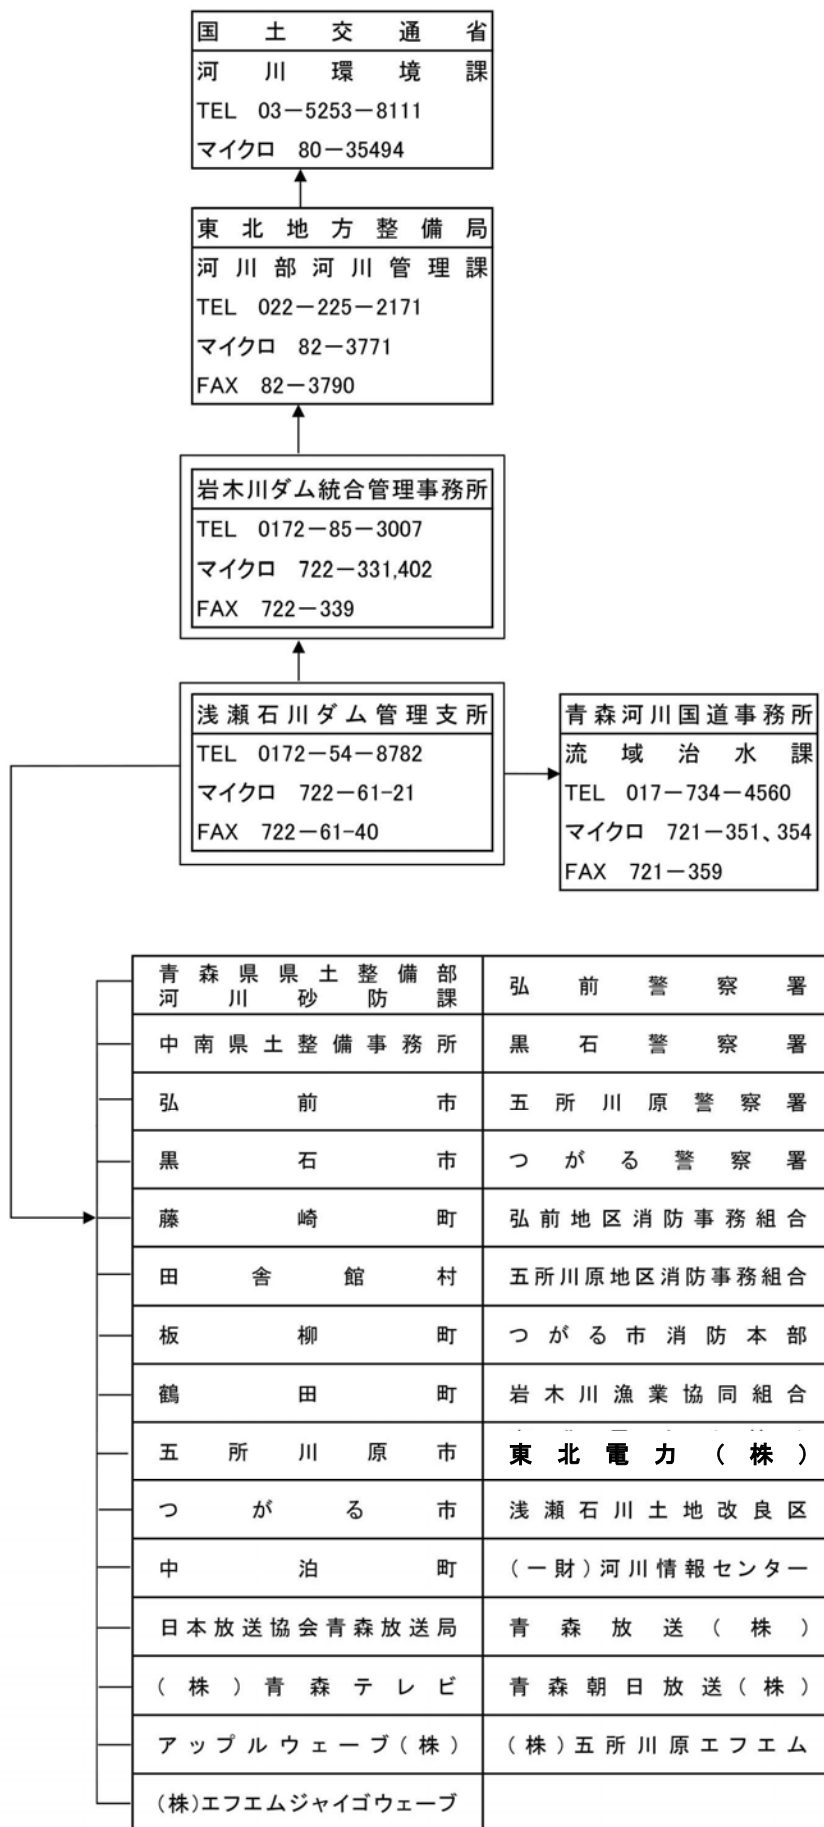 国土交通省
河川環境課
TEL 03-5253-8111
マイクロ 80-35494
東北地方整備局
河川部河川管理課
TEL 022-225-2171
マイクロ 82-3771
FAX 82-3790
岩木川ダム統合管理事務所
TEL 0172-85-3007
マイクロ 722-331,402
FAX 722-339
浅瀬石川ダム管理支所
TEL 0172-54-8782
マイクロ 722-61-21
FAX 722-61-40
青森河川国道事務所
流域治水課
TEL 017-734-4560
マイクロ 721-351、354
FAX 721-359
青森県県土整備部
河川砂防課
弘前警察署
中南県土整備事務所
黒石警察署
弘前市
五所川原警察署
黒石市
つがる警察署
藤崎町
弘前地区消防事務組合
田舎館村
五所川原地区消防事務組合
板柳町
つがる市消防本部
鶴田町
岩木川漁業協同組合
五所川原市
東北電力(株)
つがる市
浅瀬石川土地改良区
中泊町
(一財)河川情報センター
日本放送協会青森放送局
青森放送(株)
(株)青森テレビ
青森朝日放送(株)
アップルウェーブ(株)
(株)五所川原エフエム
(株)エフエムジャイゴウェーブ